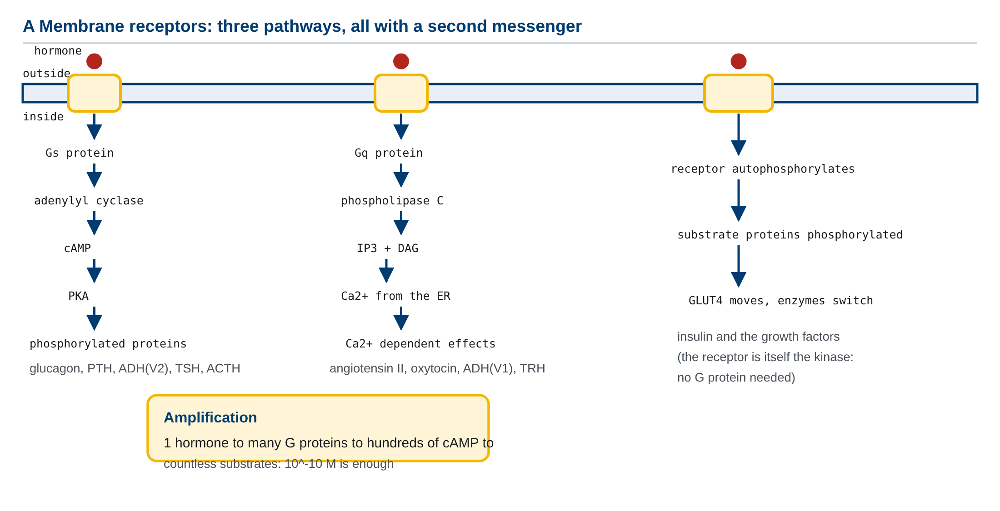 A Membrane receptors: three pathways, all with a second messenger
hormone
outside
inside
Gs protein
adenylyl cyclase
cAMP
PKA
phosphorylated proteins
glucagon, PTH, ADH(V2), TSH, ACTH
Gq protein
phospholipase C
IP3 + DAG
Ca2+ from the ER
Ca2+ dependent effects
angiotensin II, oxytocin, ADH(V1), TRH
receptor autophosphorylates
substrate proteins phosphorylated
GLUT4 moves, enzymes switch
insulin and the growth factors
(the receptor is itself the kinase:
no G protein needed)
Amplification
1 hormone to many G proteins to hundreds of cAMP to
countless substrates: 10^-10 M is enough